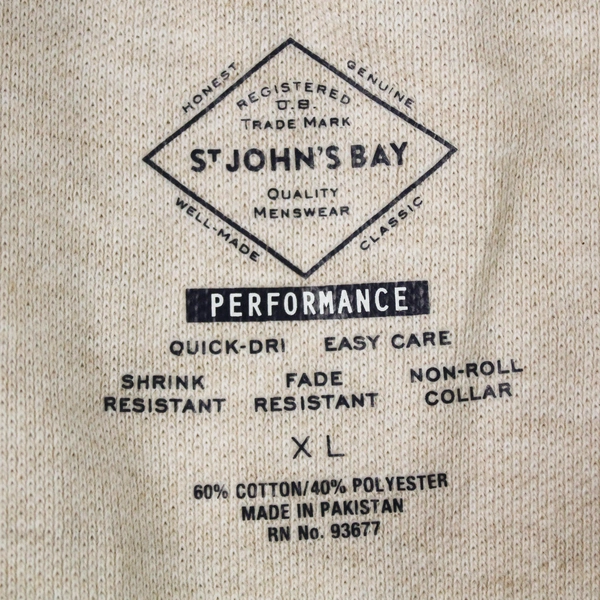 HONEST
GENUINE
REGISTERED
U.S.
TRADE MARK
ST JOHN'S BAY
QUALITY
MENSWEAR
WELL-MADE
CLASSIC
PERFORMANCE
QUICK-DRI EASY CARE
SHRINK RESISTANT
FADE RESISTANT
NON-ROLL COLLAR
XL
60% COTTON/40% POLYESTER
MADE IN PAKISTAN
RN No. 93677